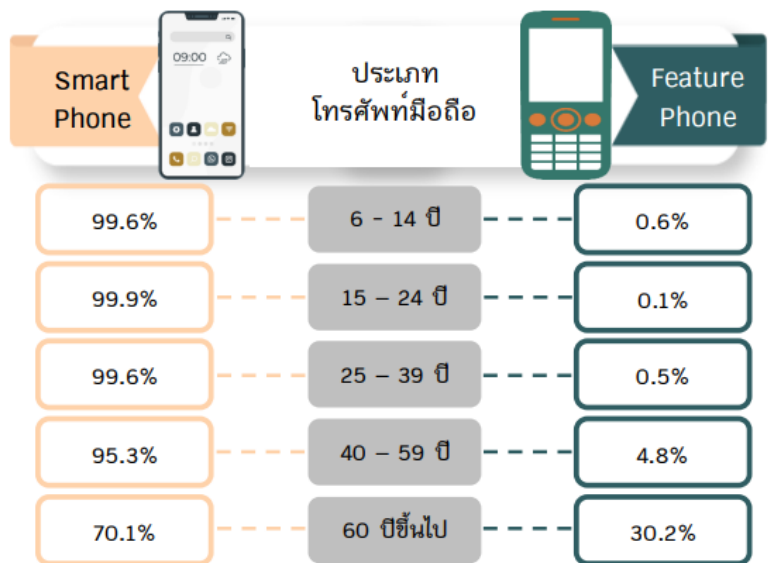 09:00
Smart
Phone
ประเภท
โทรศัพท์มือถือ
Feature
Phone
99.6% 6 - 14 ปี 0.6%
99.9% 15 – 24 ปี 0.1%
99.6% 25 – 39 ปี 0.5%
95.3% 40 – 59 ปี 4.8%
70.1% 60 ปีขึ้นไป 30.2%